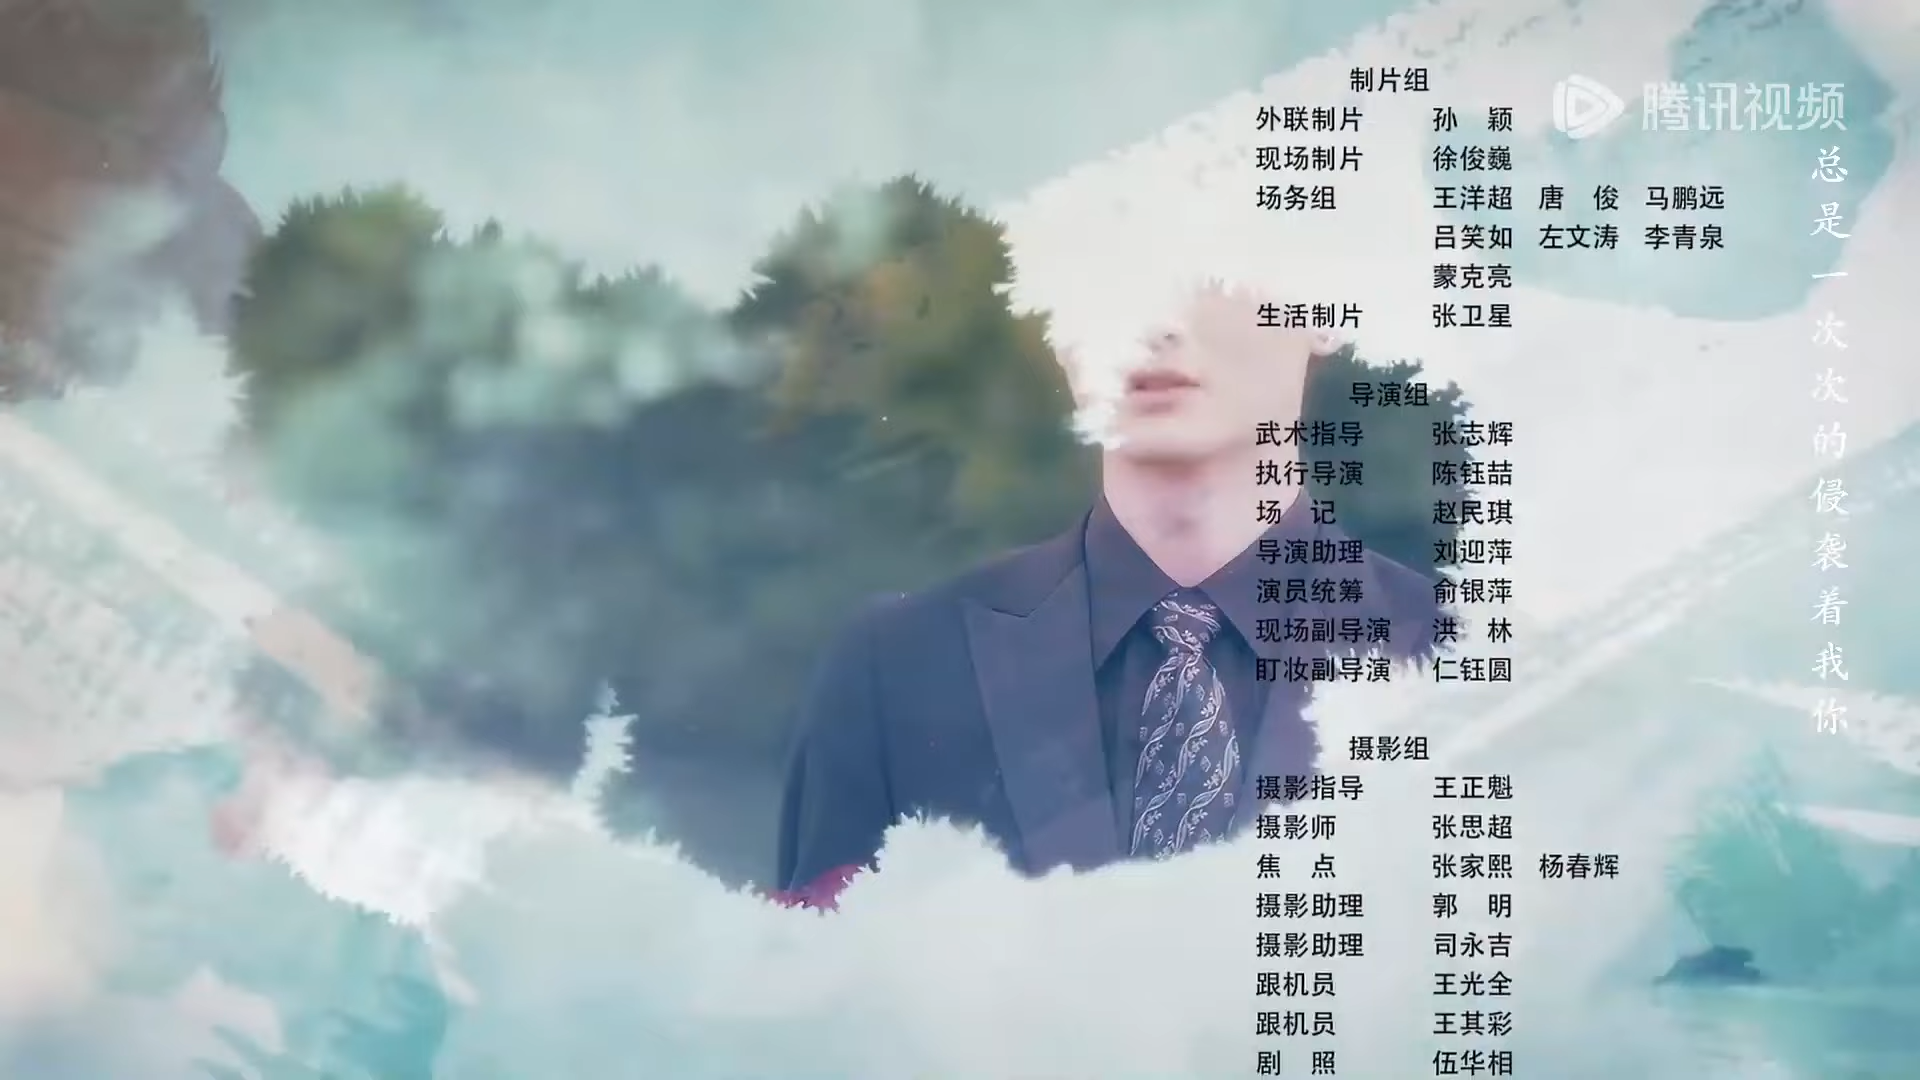 制片组
外联制片 孙 颖
现场制片 徐俊巍
场务组 王洋超 唐 俊 马鹏远
吕笑如 左文涛 李青泉
蒙克亮
生活制片 张卫星
导演组
武术指导 张志辉
执行导演 陈钰喆
场 记 赵民琪
导演助理 刘迎萍
演员统筹 俞银萍
现场副导演 洪 林
盯妆副导演 仁钰圆
摄影组
摄影指导 王正魁
摄影师 张思超
焦 点 张家熙 杨春辉
摄影助理 郭 明
摄影助理 司永吉
跟机员 王光全
跟机员 王其彩
剧 照 伍华相
腾讯视频
总是一次次的侵袭着我你